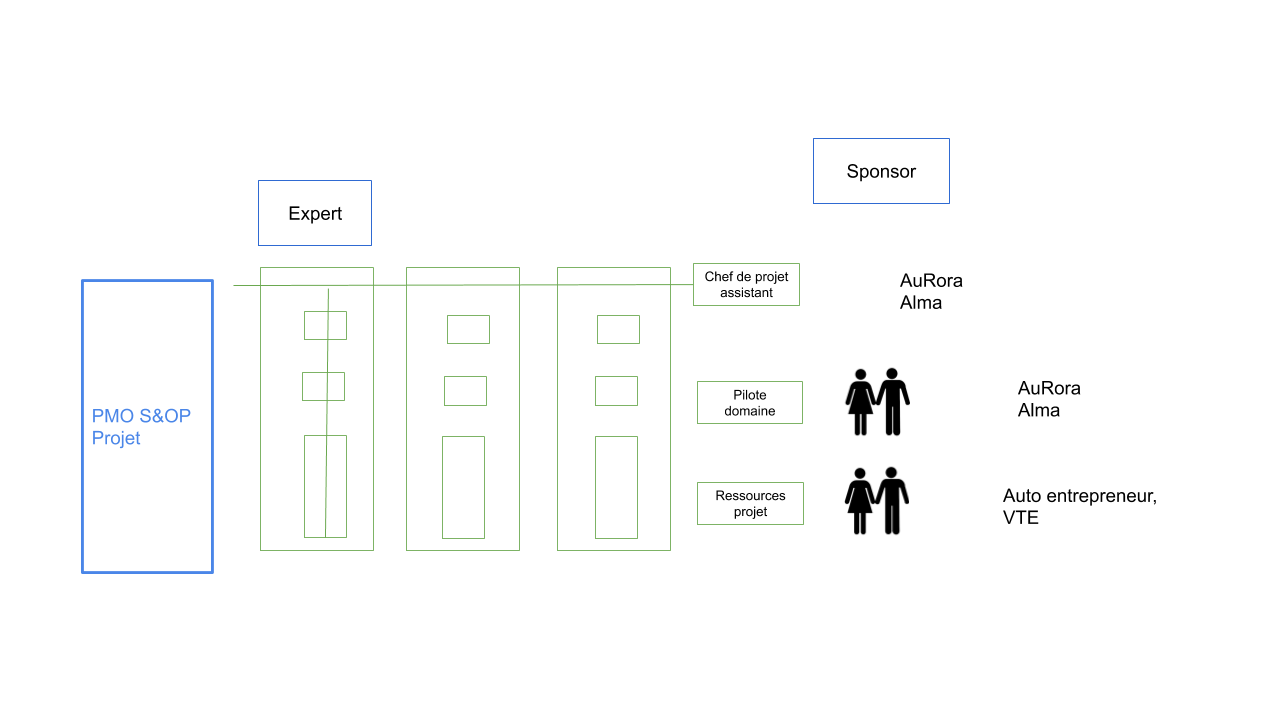 Sponsor
Expert
Chef de projet
assistant
AuRora
Alma
PMO S&OP
Projet
Pilote
domaine
AuRora
Alma
Ressources
projet
Auto entrepreneur,
VTE